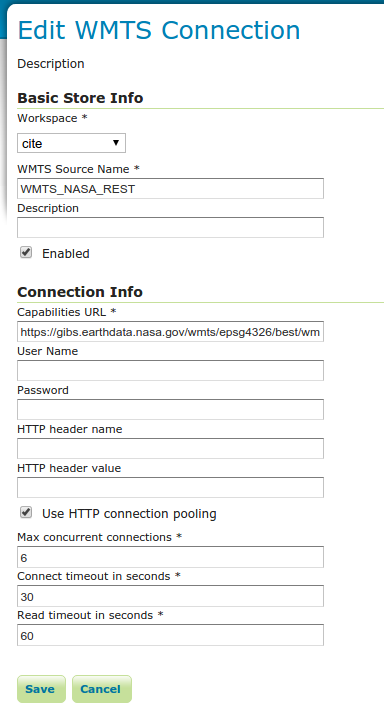 Edit WMTS Connection
Description
Basic Store Info
Workspace *
cite
WMTS Source Name *
WMTS_NASA_REST
Description
Enabled
Connection Info
Capabilities URL *
https://gibs.earthdata.nasa.gov/wmts/epsg4326/best/wm
User Name
Password
HTTP header name
HTTP header value
Use HTTP connection pooling
Max concurrent connections *
6
Connect timeout in seconds *
30
Read timeout in seconds *
60
Save Cancel